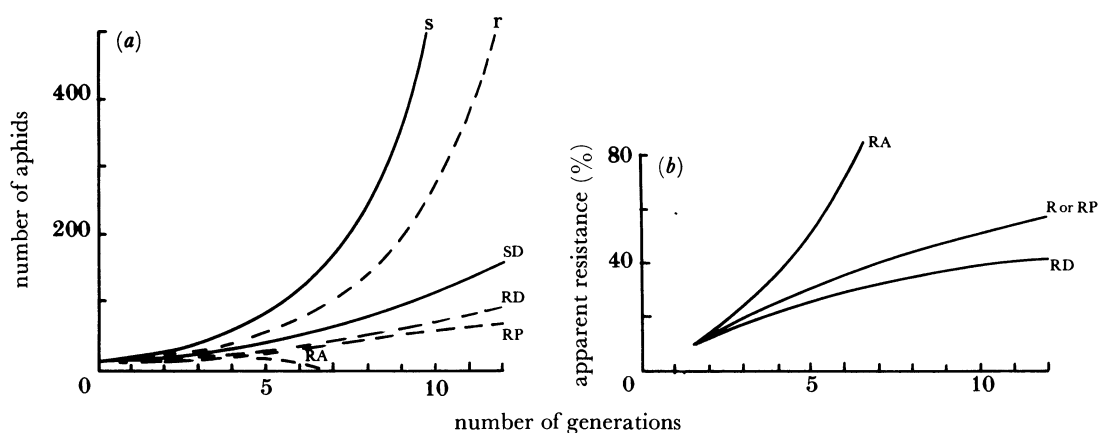 (a)
s
r
400
200
0
5
10
SD
RD
RP
RA
number of aphids
(b)
80
40
0
5
10
RA
R or RP
RD
apparent resistance (%)
number of generations